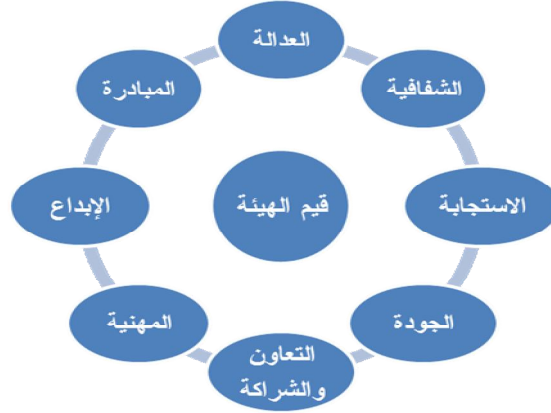 العدالة
الشفافية
الاستجابة
الجودة
التعاون
والشراكة
المهنية
الإبداع
المبادرة
قيم الهيئة